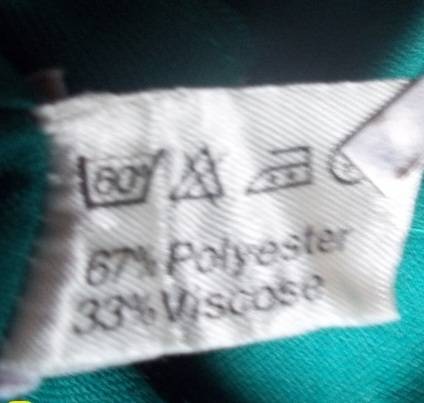 60°
67% Polyester
33% Viscose